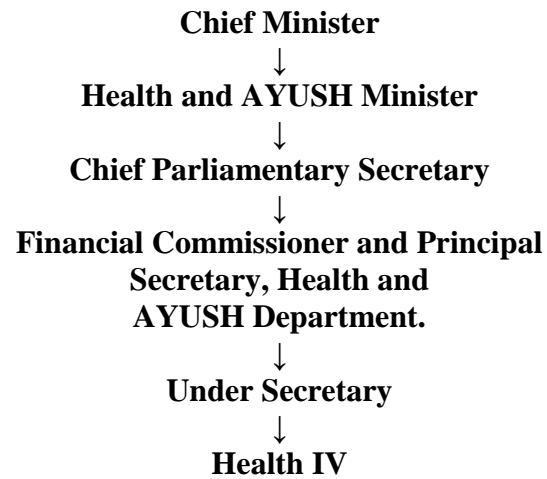 Chief Minister
↓
Health and AYUSH Minister
↓
Chief Parliamentary Secretary
↓
Financial Commissioner and Principal
Secretary, Health and
AYUSH Department.
↓
Under Secretary
↓
Health IV